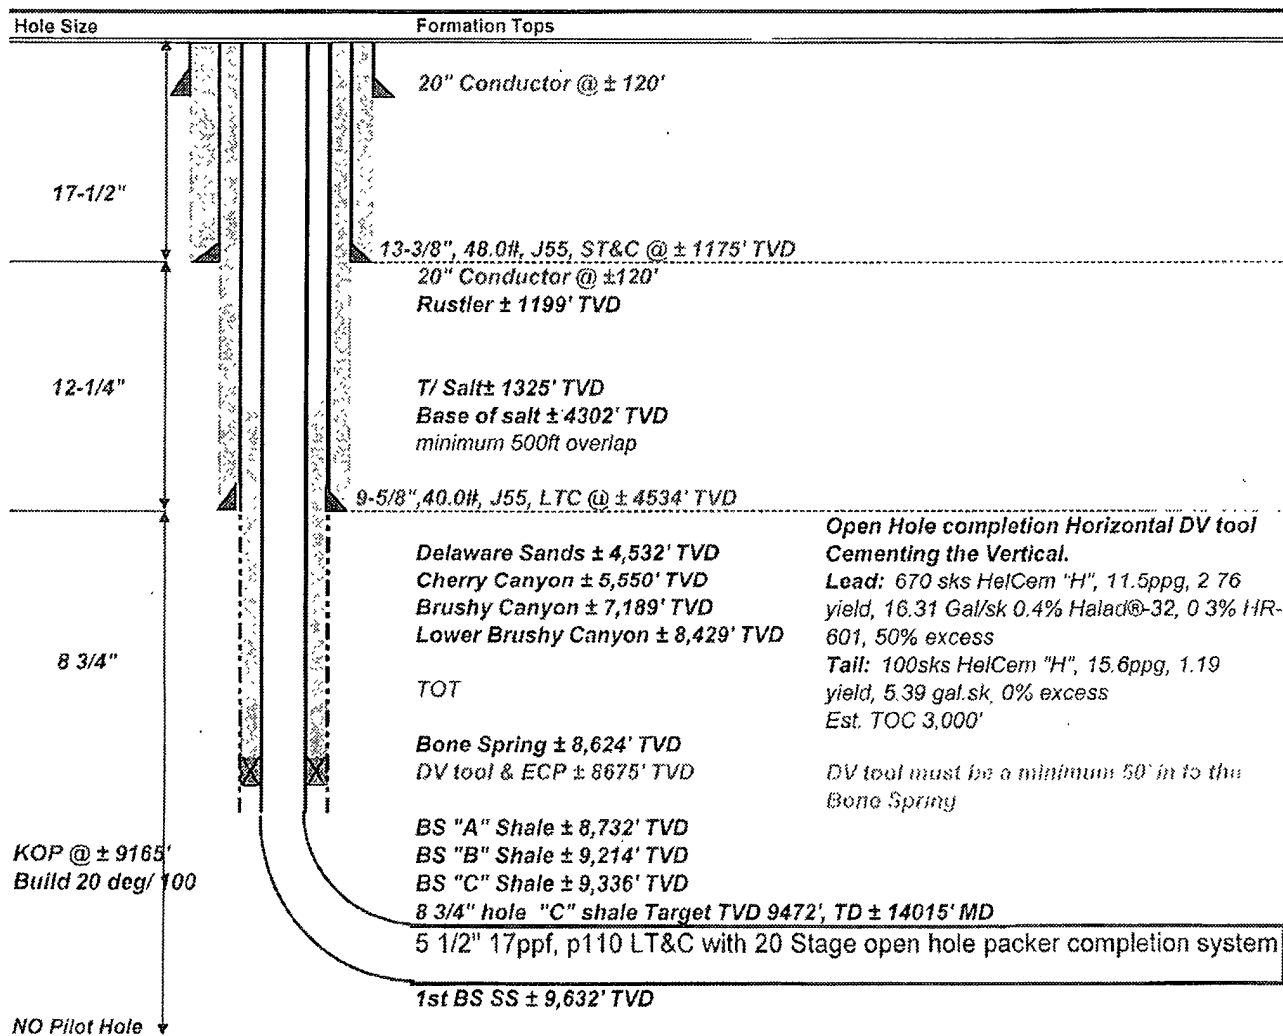 Hole Size Formation Tops
20" Conductor @ ± 120'
17-1/2"
13-3/8", 48.0#, J55, ST&C @ ± 1175' TVD
20" Conductor @ ±120'
Rustler ± 1199' TVD
12-1/4"
T/ Salt± 1325' TVD
Base of salt ± 4302' TVD
minimum 500ft overlap
9-5/8",40.0#, J55, LTC @ ± 4534' TVD
Delaware Sands ± 4,532' TVD
Cherry Canyon ± 5,550' TVD
Brushy Canyon ± 7,189' TVD
Lower Brushy Canyon ± 8,429' TVD
8 3/4"
TOT
Bone Spring ± 8,624' TVD
DV tool & ECP ± 8675' TVD
Open Hole completion Horizontal DV tool
Cementing the Vertical.
Lead: 670 sks HelCem "H", 11.5ppg, 2 76
yield, 16.31 Gal/sk 0.4% Halad®-32, 0 3% HR-
601, 50% excess
Tail: 100sks HelCem "H", 15.6ppg, 1.19
yield, 5.39 gal.sk, 0% excess
Est. TOC 3,000'
DV tool must be a minimum 50' in to the
Bone Spring
BS "A" Shale ± 8,732' TVD
BS "B" Shale ± 9,214' TVD
BS "C" Shale ± 9,336' TVD
KOP @ ± 9165'
Build 20 deg/ 100
8 3/4" hole "C" shale Target TVD 9472', TD ± 14015' MD
5 1/2" 17ppf, p110 LT&C with 20 Stage open hole packer completion system
1st BS SS ± 9,632' TVD
NO Pilot Hole